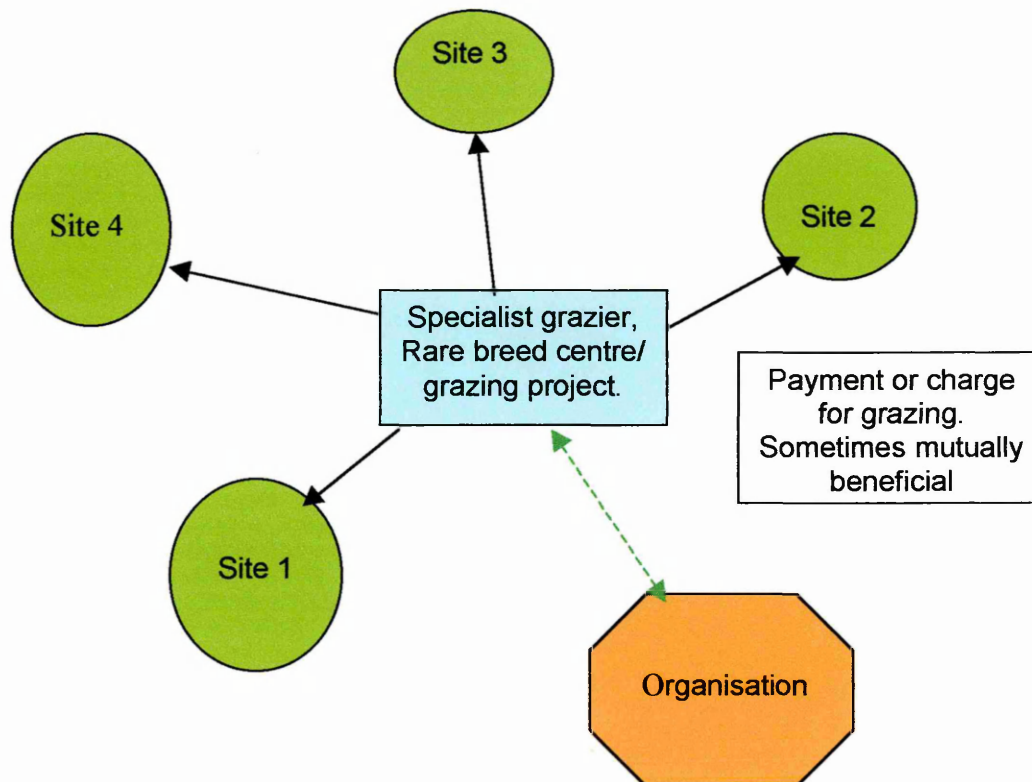 Site 3
Site 4
Site 2
Specialist grazier,
Rare breed centre/
grazing project.
Payment or charge
for grazing.
Sometimes mutually
beneficial
Site 1
Organisation